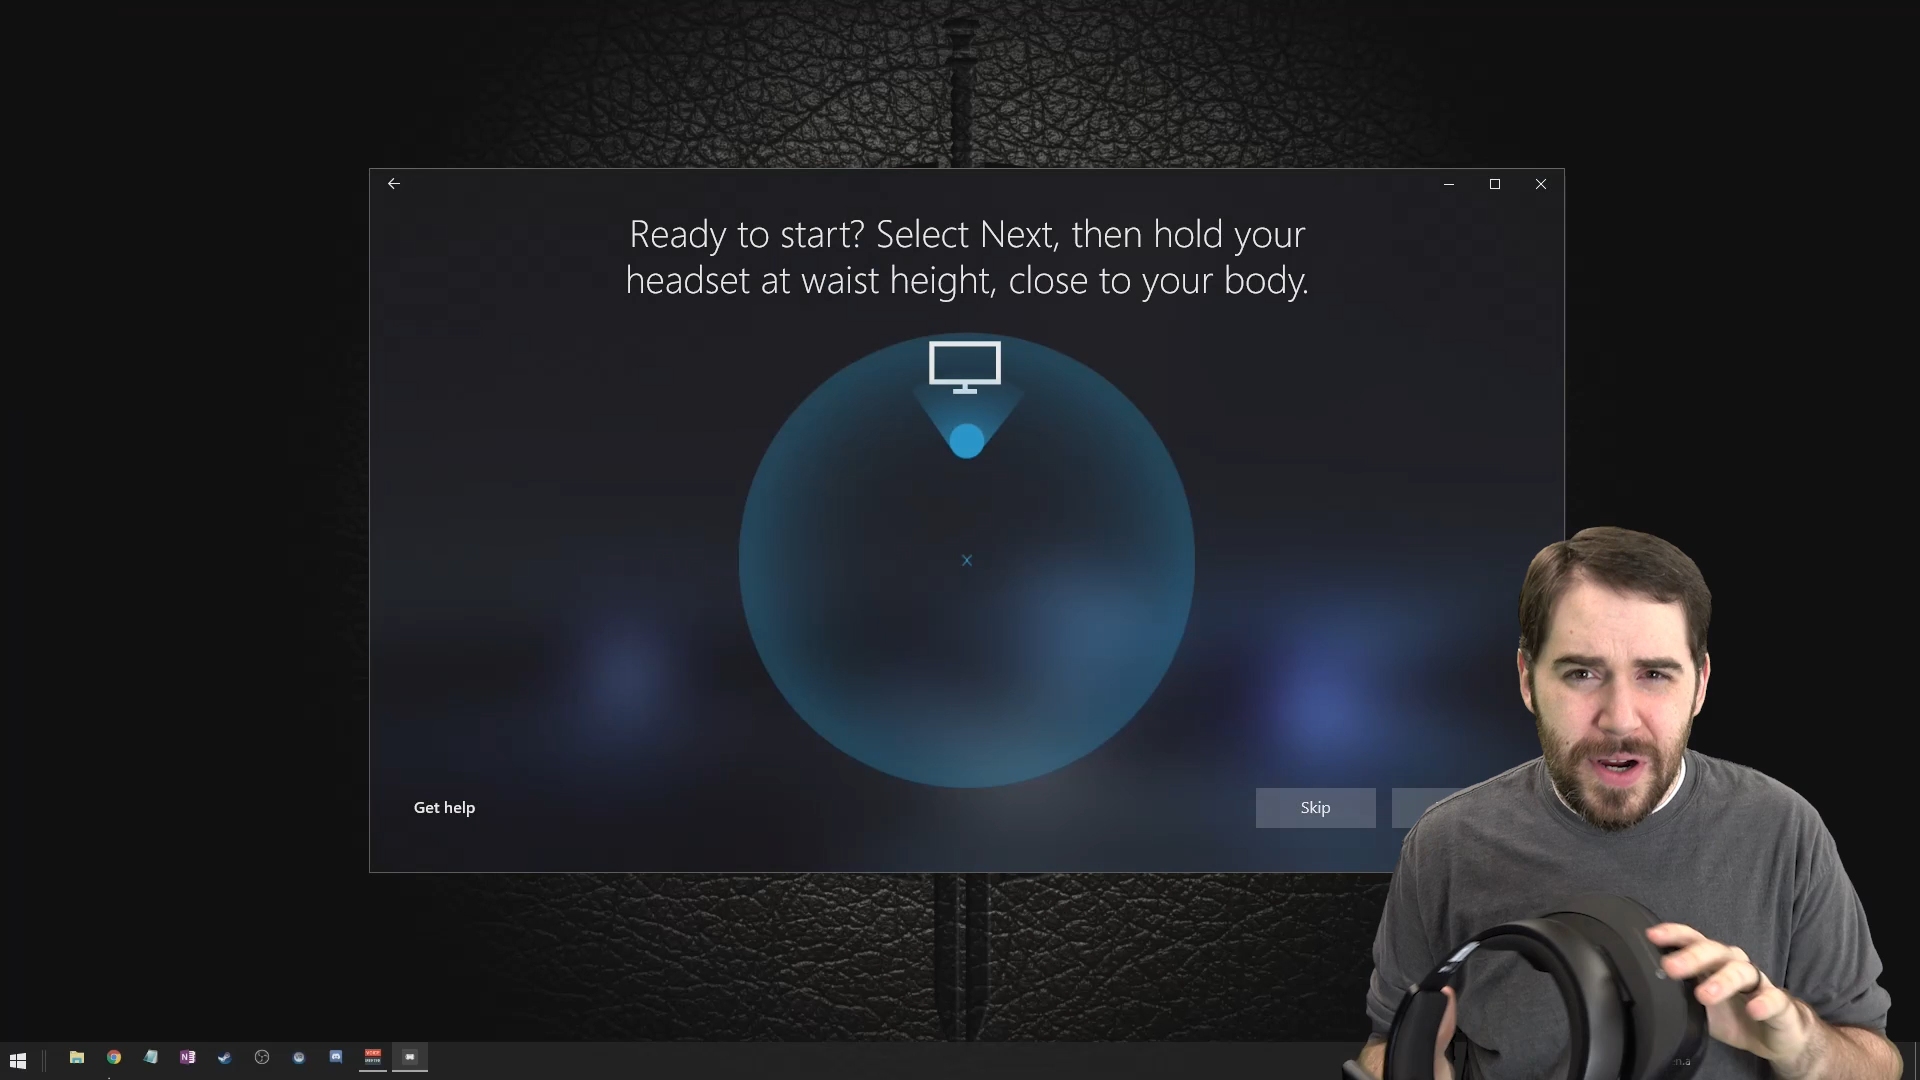 Ready to start? Select Next, then hold your
headset at waist height, close to your body.
x
Get help
Skip